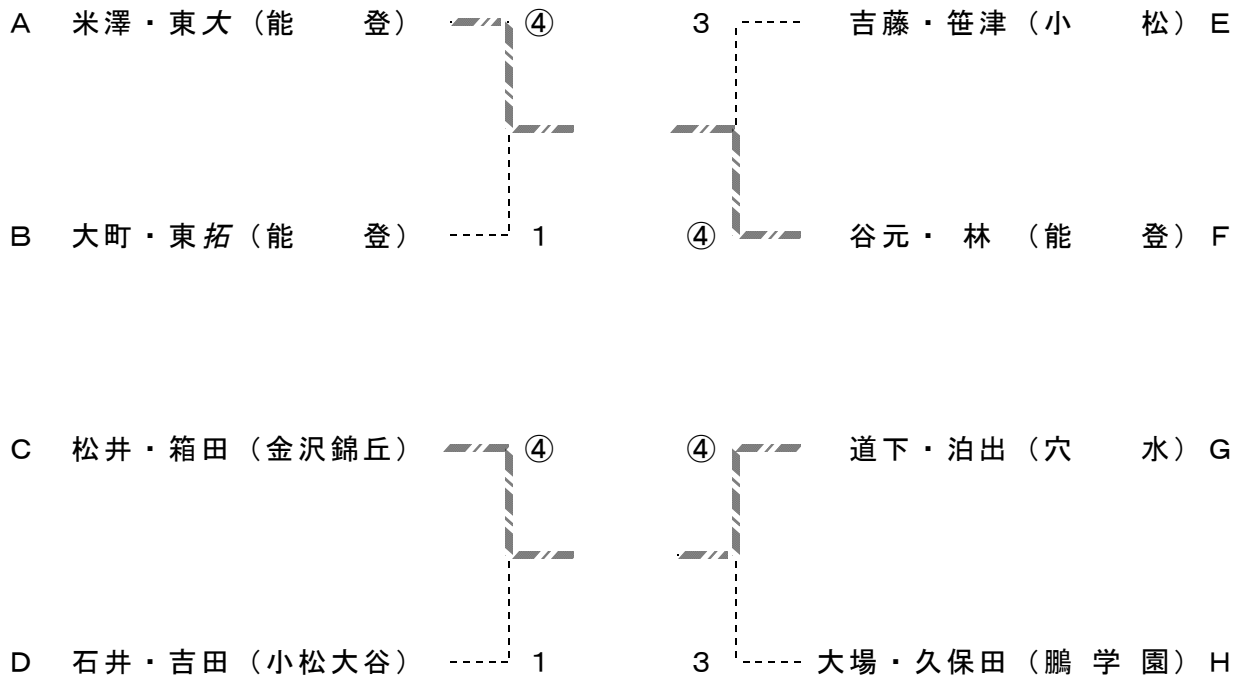 A 米澤・東大（能　　登） ④ 3 吉藤・笹津（小　　松）E
B 大町・東拓（能　　登） 1 ④ 谷元・ 林 （能　　登）F
C 松井・箱田（金沢錦丘） ④ ④ 道下・泊出（穴　　水）G
D 石井・吉田（小松大谷） 1 3 大場・久保田（鵬 学 園）H